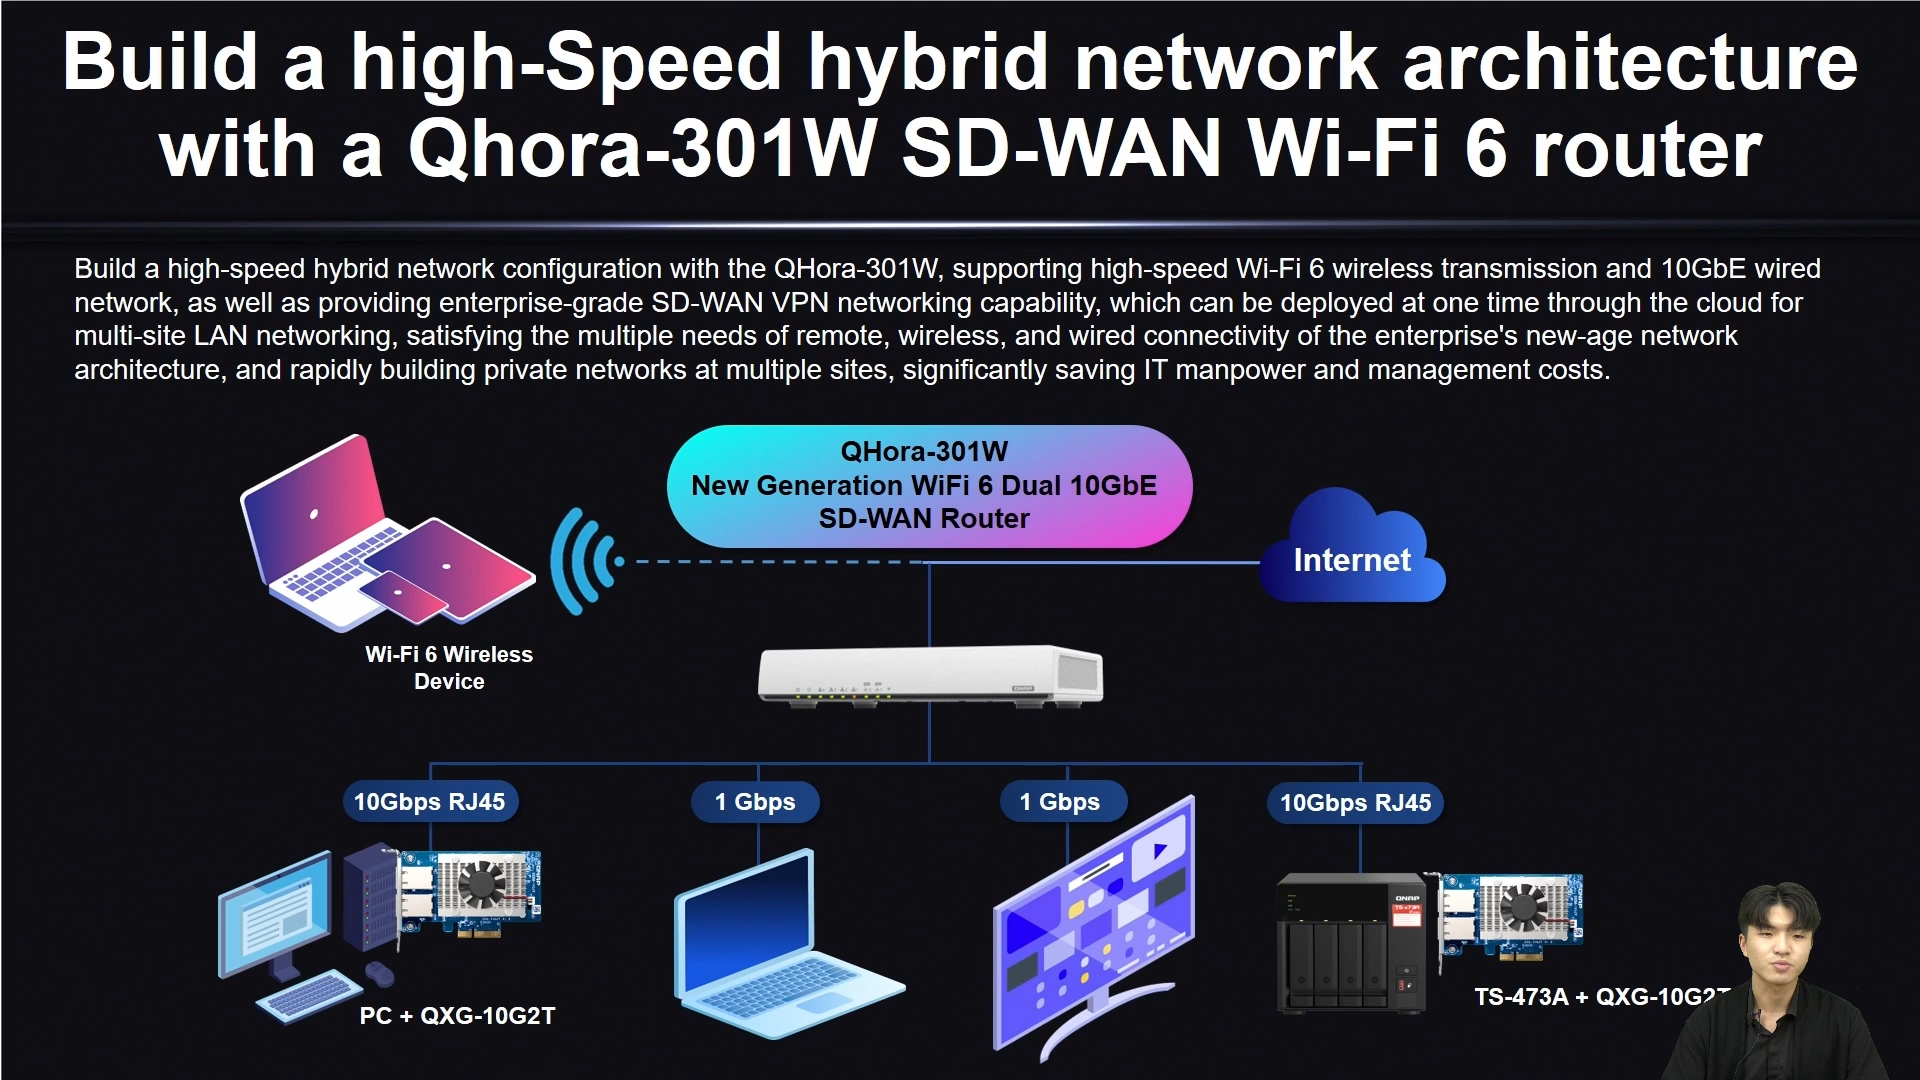 Build a high-Speed hybrid network architecture
with a Qhora-301W SD-WAN Wi-Fi 6 router
Build a high-speed hybrid network configuration with the QHora-301W, supporting high-speed Wi-Fi 6 wireless transmission and 10GbE wired
network, as well as providing enterprise-grade SD-WAN VPN networking capability, which can be deployed at one time through the cloud for
multi-site LAN networking, satisfying the multiple needs of remote, wireless, and wired connectivity of the enterprise's new-age network
architecture, and rapidly building private networks at multiple sites, significantly saving IT manpower and management costs.
QHora-301W
New Generation WiFi 6 Dual 10GbE
SD-WAN Router
Internet
Wi-Fi 6 Wireless
Device
QNAP
10Gbps RJ45
1 Gbps
1 Gbps
10Gbps RJ45
QNAP
TS-473A
PC + QXG-10G2T
TS-473A + QXG-10G2T